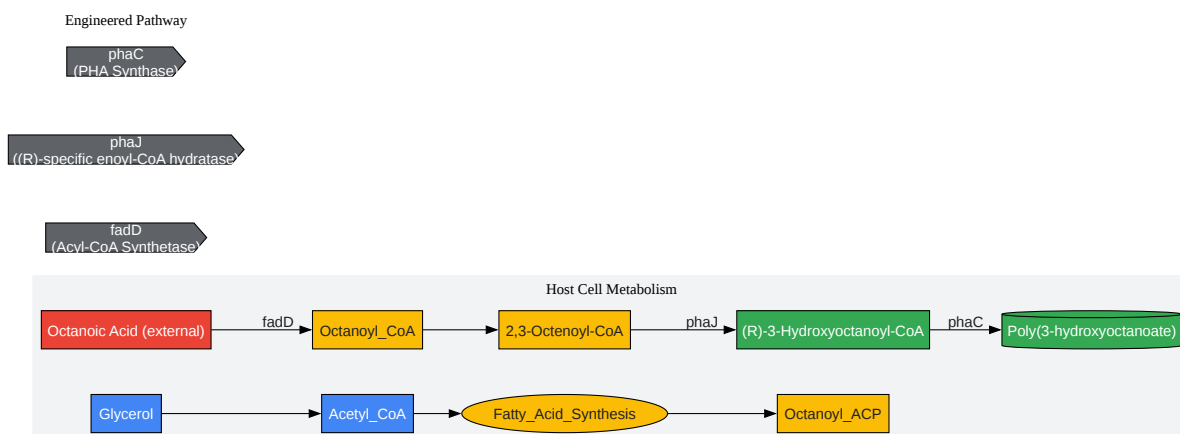 Engineered Pathway
phaC
(PHA Synthase)
phaJ
((R)-specific enoyl-CoA hydratase)
fadD
(Acyl-CoA Synthetase)
Host Cell Metabolism
Octanoic Acid (external)
fadD
Octanoyl_CoA
2,3-Octenoyl-CoA
phaJ
(R)-3-Hydroxyoctanoyl-CoA
phaC
Poly(3-hydroxyoctanoate)
Glycerol
Acetyl_CoA
Fatty_Acid_Synthesis
Octanoyl_ACP